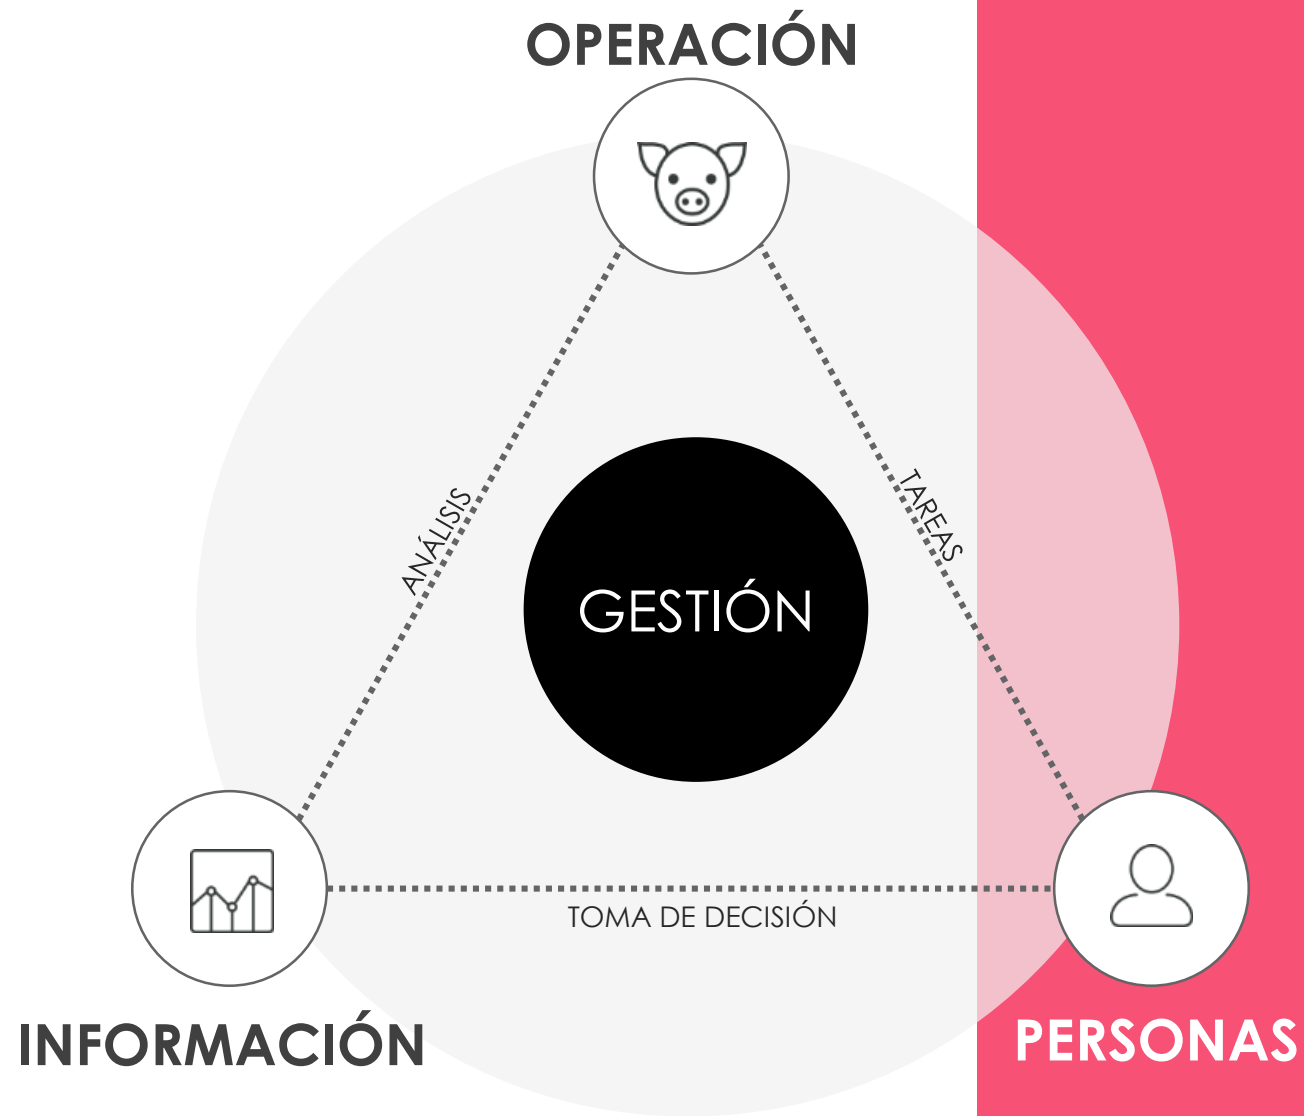 OPERACIÓN
ANÁLISIS
TAREAS
GESTIÓN
TOMA DE DECISIÓN
INFORMACIÓN
PERSONAS